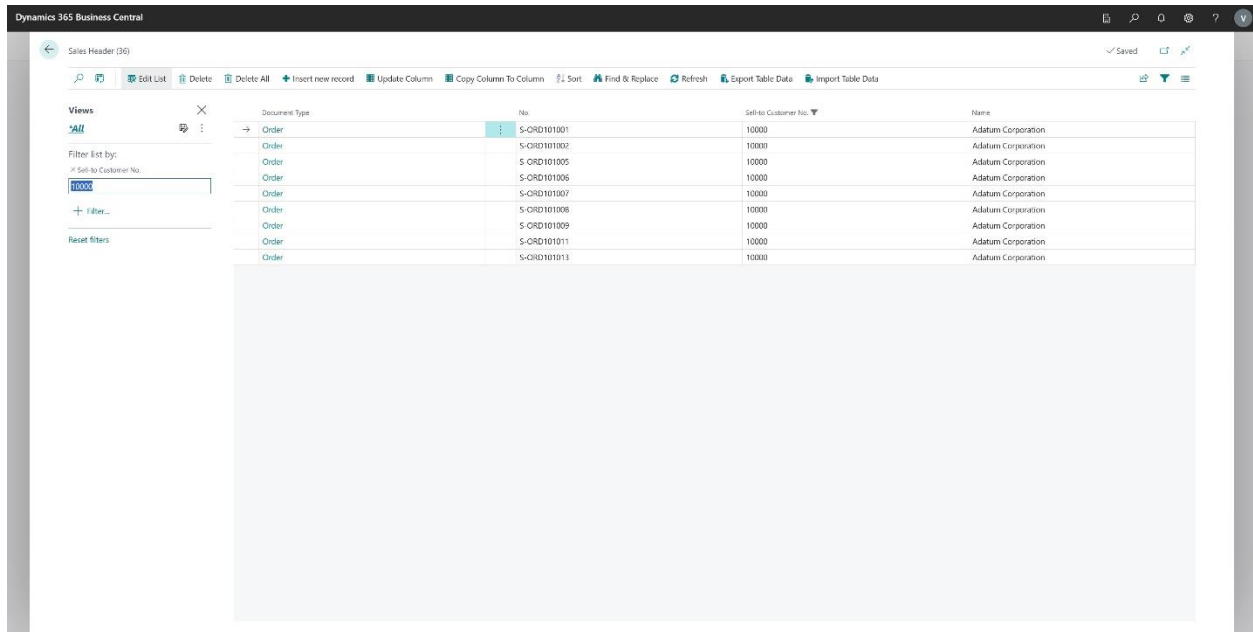 Dynamics 365 Business Central
?
V
Sales Header (36)
Saved
Edit List Delete Delete All Insert new record Update Column Copy Column To Column Sort Find & Replace Refresh Export Table Data Import Table Data
Views
*All
Filter list by:
× Sell-to Customer No.
10000
+ Filter...
Reset filters
Document Type No. Sell-to Customer No. Name
Order S-ORD101001 10000 Adatum Corporation
Order S-ORD101002 10000 Adatum Corporation
Order S-ORD101005 10000 Adatum Corporation
Order S-ORD101006 10000 Adatum Corporation
Order S-ORD101007 10000 Adatum Corporation
Order S-ORD101008 10000 Adatum Corporation
Order S-ORD101009 10000 Adatum Corporation
Order S-ORD101011 10000 Adatum Corporation
Order S-ORD101013 10000 Adatum Corporation